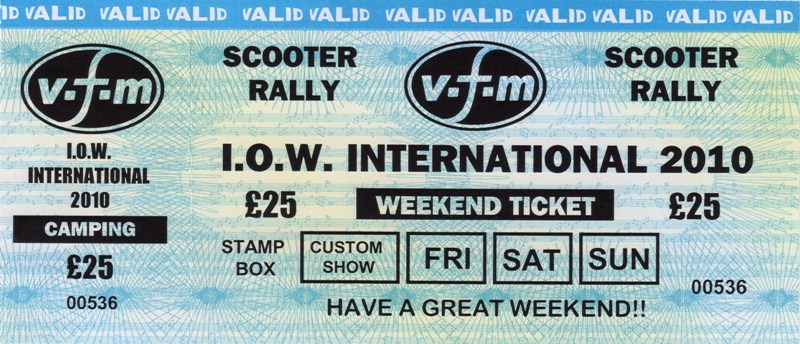 VALID VALID VALID VALID VALID VALID VALID VALID VALID VALID VALID VALID
v.f.m
I.O.W.
INTERNATIONAL
2010
CAMPING
£25
00536
SCOOTER
RALLY
v.f.m
SCOOTER
RALLY
I.O.W. INTERNATIONAL 2010
£25 WEEKEND TICKET £25
STAMP
BOX
CUSTOM
SHOW
FRI SAT SUN
00536
HAVE A GREAT WEEKEND!!